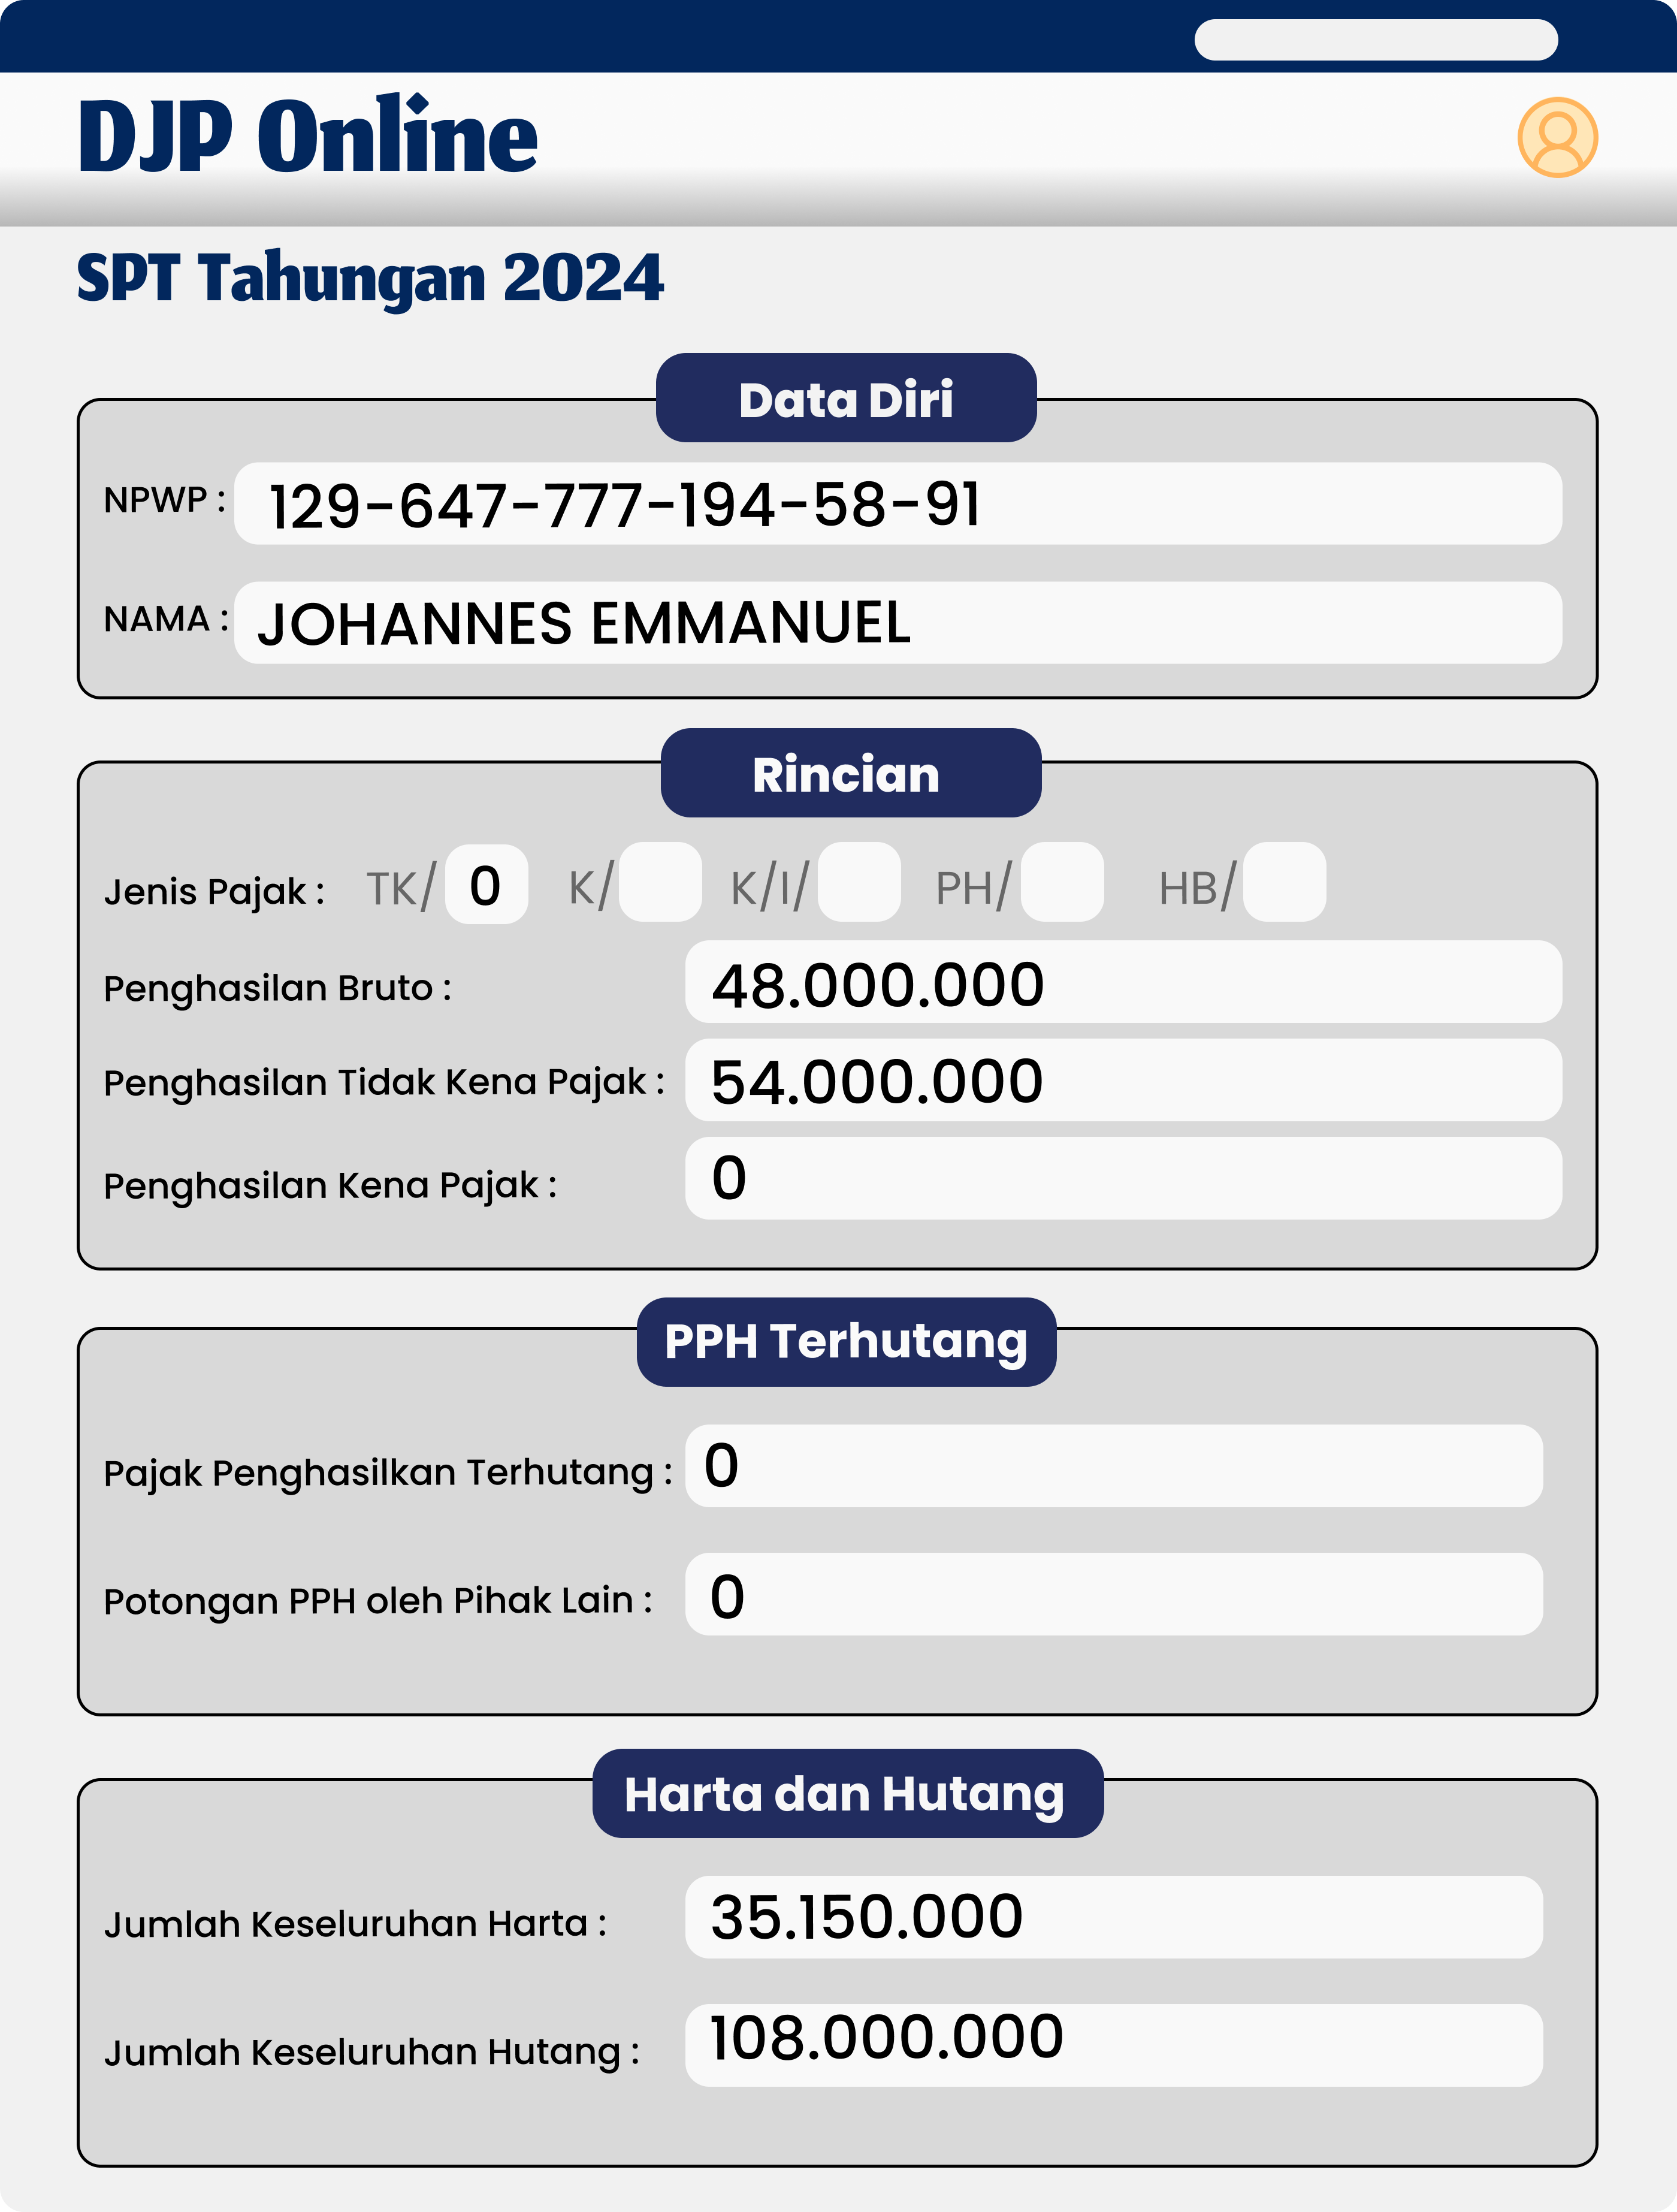 DJP Online
SPT Tahungan 2024
Data Diri
NPWP : 129-647-777-194-58-91
NAMA : JOHANNES EMMANUEL
Rincian
Jenis Pajak : TK/ 0 K/ K/I/ PH/ HB/
Penghasilan Bruto : 48.000.000
Penghasilan Tidak Kena Pajak : 54.000.000
Penghasilan Kena Pajak : 0
PPH Terhutang
Pajak Penghasilkan Terhutang : 0
Potongan PPH oleh Pihak Lain : 0
Harta dan Hutang
Jumlah Keseluruhan Harta : 35.150.000
Jumlah Keseluruhan Hutang : 108.000.000